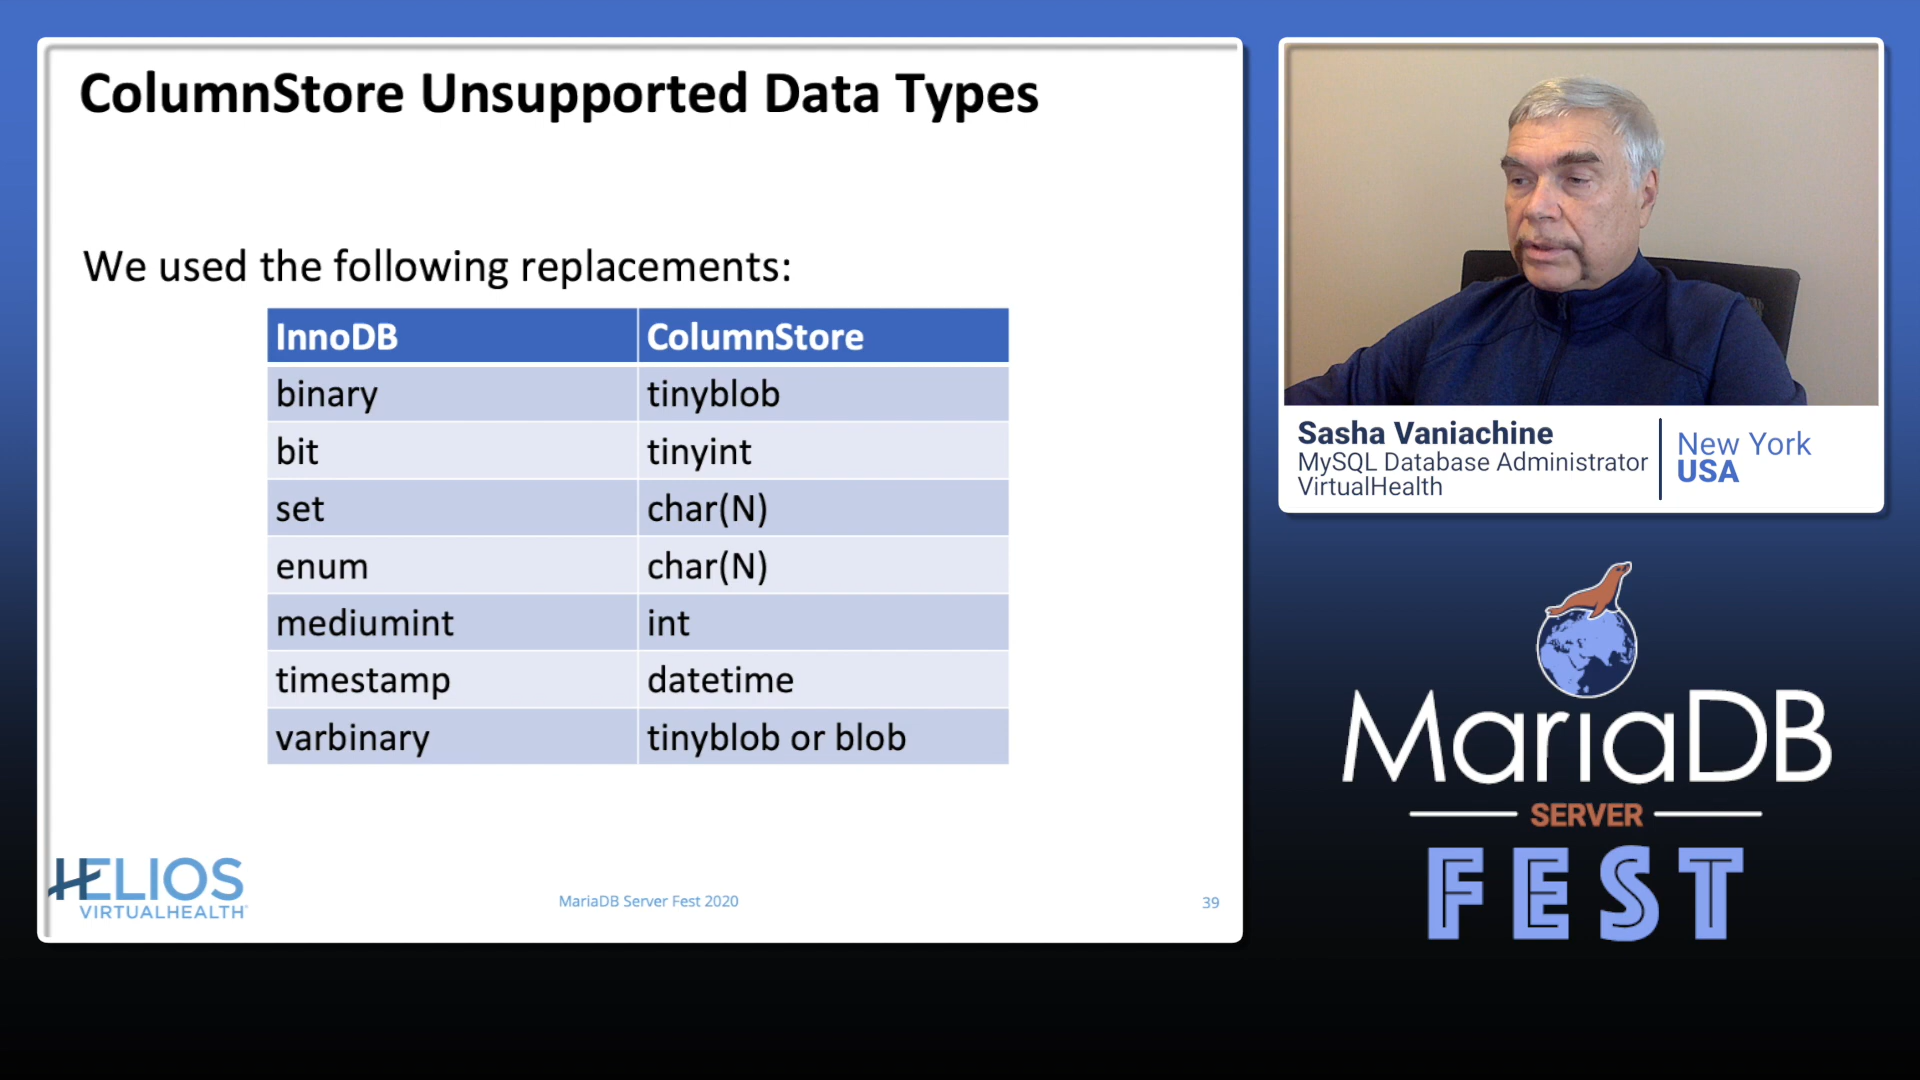 ColumnStore Unsupported Data Types
We used the following replacements:
InnoDB ColumnStore
binary tinyblob
bit tinyint
set char(N)
enum char(N)
mediumint int
timestamp datetime
varbinary tinyblob or blob
HELIOS
VIRTUALHEALTH
MariaDB Server Fest 2020
39
Sasha Vaniachine
MySQL Database Administrator
VirtualHealth
New York
USA
MariaDB
SERVER
FEST